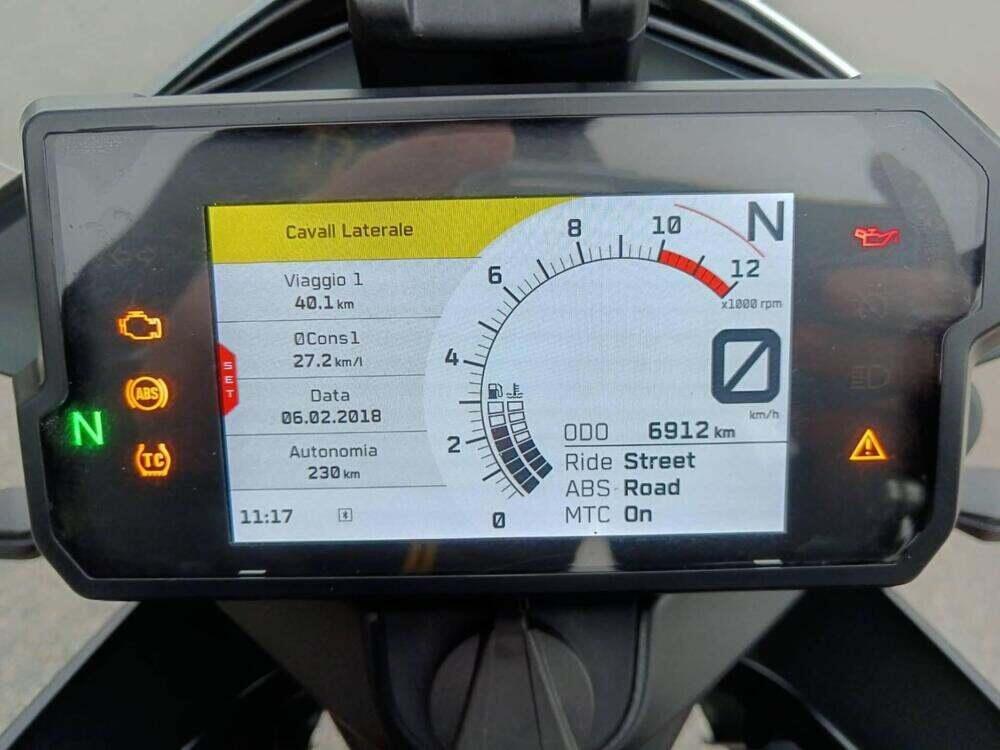 Cavall Laterale
Viaggio 1
40.1 km
ØCons1
27.2 km/l
Data
06.02.2018
Autonomia
230 km
11:17
SET
0
2
4
6
8
10
12
x1000 rpm
N
0
km/h
ODO 6912 km
Ride Street
ABS Road
MTC On
ABS
N
TC